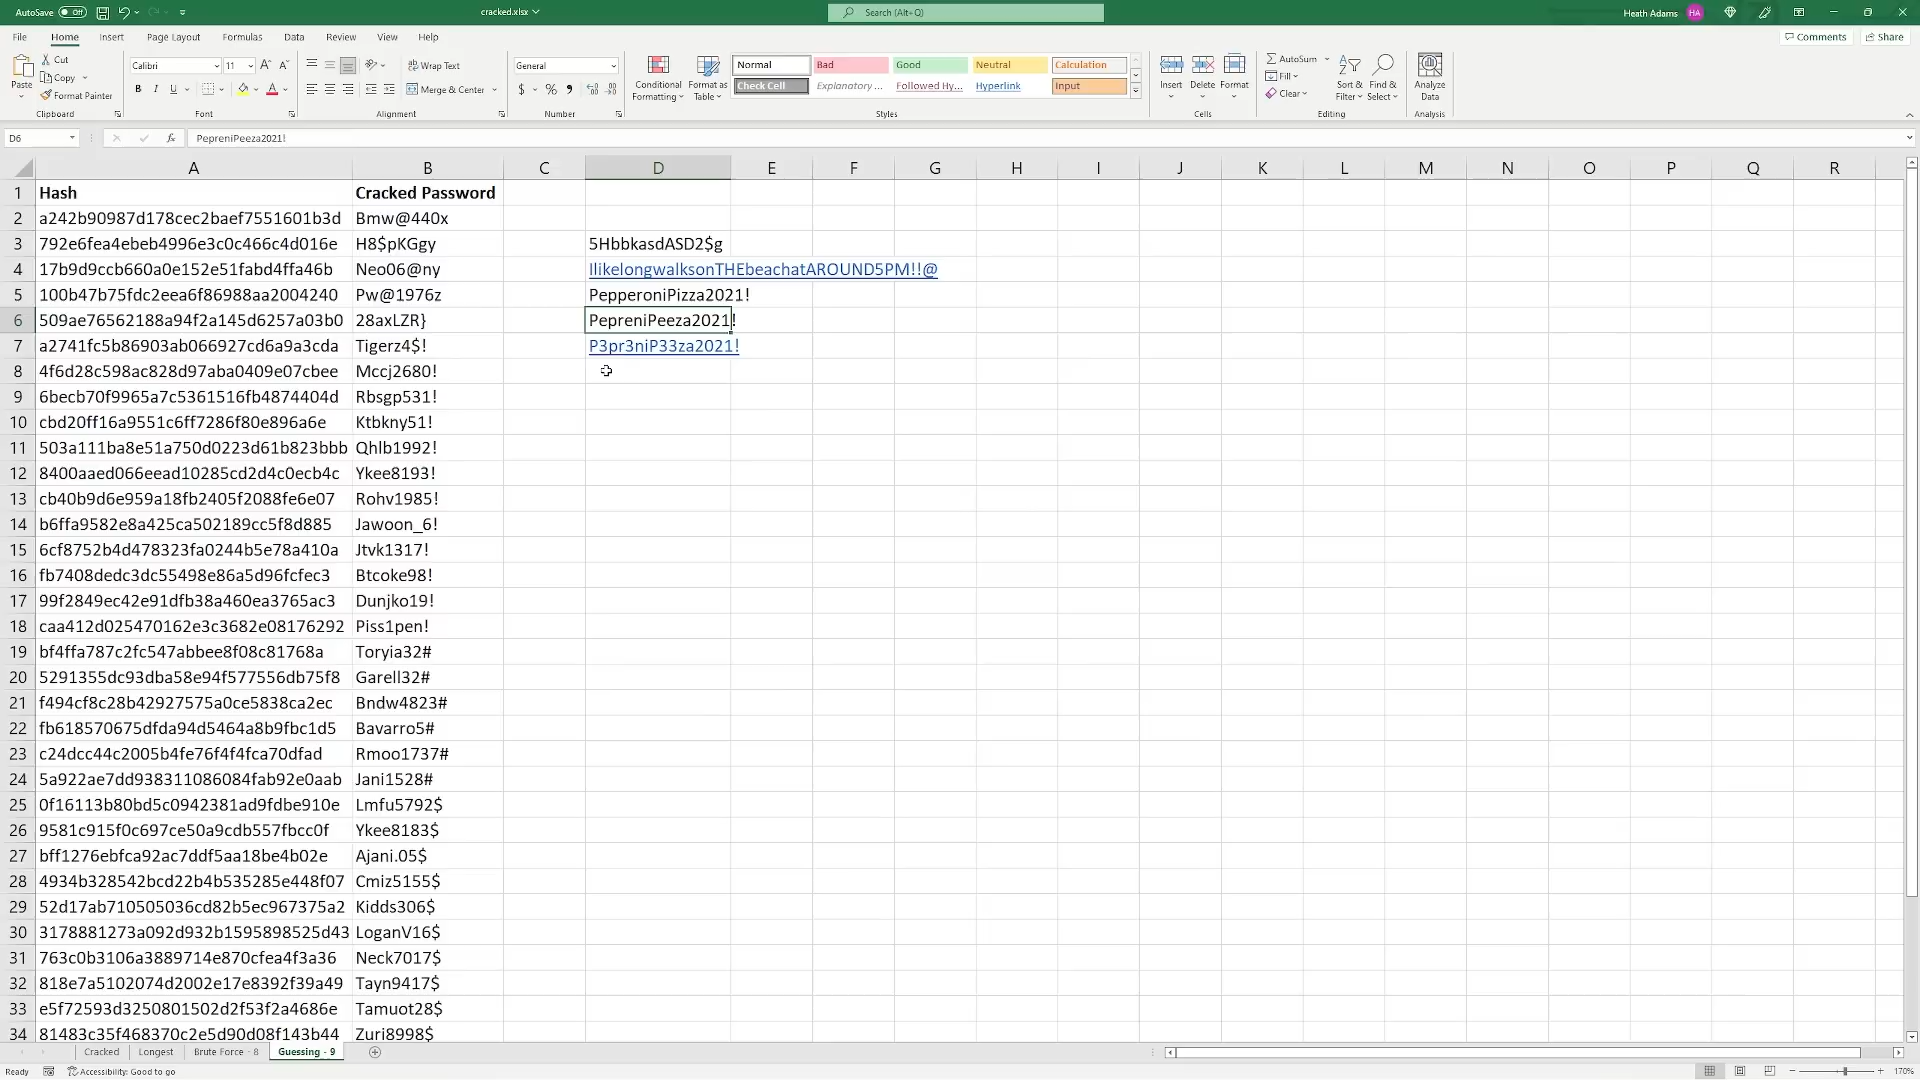 AutoSave Off cracked.xlsx Search (Alt+Q) Heath Adams HA
File Home Insert Page Layout Formulas Data Review View Help Comments Share
Paste Cut Copy Format Painter Clipboard
Calibri 11 A A B I U A Font
Wrap Text Merge & Center Alignment
General $ % Number
Conditional Formatting Format as Table
Normal Bad Good Neutral Calculation
Check Cell Explanatory ... Followed Hy... Hyperlink Input
Styles
Insert Delete Format Cells
AutoSum Fill Clear Sort & Filter Find & Select Editing
Analyze Data Analysis
D6 fx PepreniPeeza2021!
A B C D E F G H I J K L M N O P Q R
1 Hash Cracked Password
2 a242b90987d178cec2baef7551601b3d Bmw@440x
3 792e6fea4ebeb4996e3c0c466c4d016e H8$pKGgy 5HbbkasdASD2$g
4 17b9d9ccb660a0e152e51fabd4ffa46b Neo06@ny IlikelongwalksonTHEbeachatAROUND5PM!!@
5 100b47b75fdc2eea6f86988aa2004240 Pw@1976z PepperoniPizza2021!
6 509ae76562188a94f2a145d6257a03b0 28axLZR} PepreniPeeza2021!
7 a2741fc5b86903ab066927cd6a9a3cda Tigerz4$! P3pr3niP33za2021!
8 4f6d28c598ac828d97aba0409e07cbee Mccj2680!
9 6becb70f9965a7c5361516fb4874404d Rbsgp531!
10 cbd20ff16a9551c6ff7286f80e896a6e Ktbkny51!
11 503a111ba8e51a750d0223d61b823bbb Qhlb1992!
12 8400aaed066eead10285cd2d4c0ecb4c Ykee8193!
13 cb40b9d6e959a18fb2405f2088fe6e07 Rohv1985!
14 b6ffa9582e8a425ca502189cc5f8d885 Jawoon_6!
15 6cf8752b4d478323fa0244b5e78a410a Jtvk1317!
16 fb7408dedc3dc55498e86a5d96fcfec3 Btcoke98!
17 99f2849ec42e91dfb38a460ea3765ac3 Dunjko19!
18 caa412d025470162e3c3682e08176292 Piss1pen!
19 bf4ffa787c2fc547abbee8f08c81768a Toryia32#
20 5291355dc93dba58e94f577556db75f8 Garell32#
21 f494cf8c28b42927575a0ce5838ca2ec Bndw4823#
22 fb618570675dfda94d5464a8b9fbc1d5 Bavarro5#
23 c24dcc44c2005b4fe76f4f4fca70dfad Rmoo1737#
24 5a922ae7dd938311086084fab92e0aab Jani1528#
25 0f16113b80bd5c0942381ad9fdbe910e Lmfu5792$
26 9581c915f0c697ce50a9cdb557fbcc0f Ykee8183$
27 bff1276ebfca92ac7ddf5aa18be4b02e Ajani.05$
28 4934b328542bcd22b4b535285e448f07 Cmiz5155$
29 52d17ab710505036cd82b5ec967375a2 Kidds306$
30 3178881273a092d932b1595898525d43 LoganV16$
31 763c0b3106a3889714e870cfea4f3a36 Neck7017$
32 818e7a5102074d2002e17e8392f39a49 Tayn9417$
33 e5f72593d3250801502d2f53f2a4686e Tamuot28$
34 81483c35f468370c2e5d90d08f143b44 Zuri8998$
Cracked Longest Brute Force - 8 Guessing - 9
Ready Accessibility: Good to go 170%